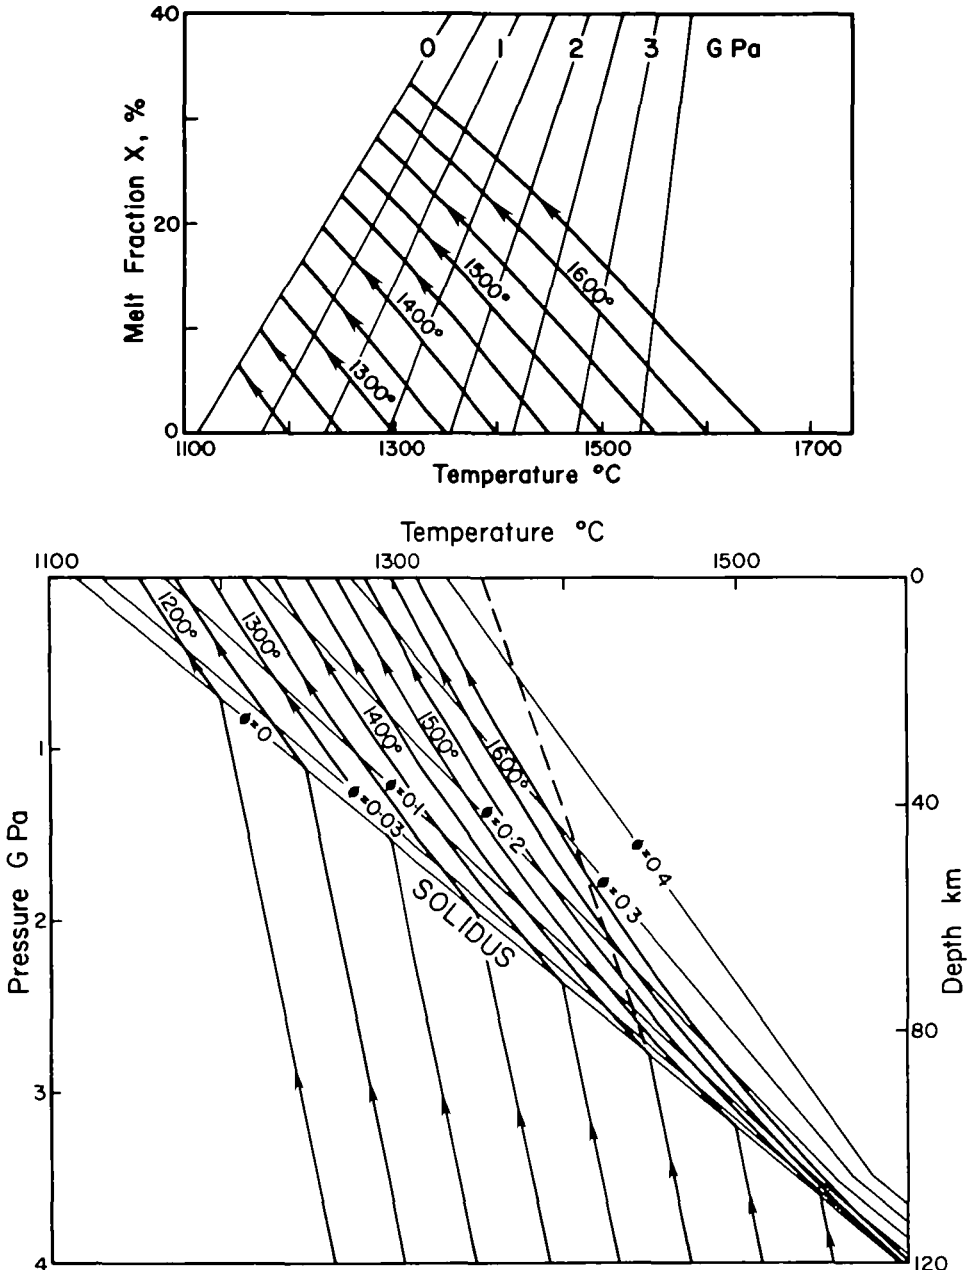 40
0 1 2 3 G Pa
Melt Fraction X, %
20
1600°
1500°
1400°
1300°
0
1100 1300 1500 1700
Temperature °C
Temperature °C
1100 1300 1500
0
1200°
1300°
1400°
1500°
1600°
ϕ=0
ϕ=0.03
ϕ=0.1
ϕ=0.2
ϕ=0.3
ϕ=0.4
SOLIDUS
1
2
3
4
Pressure G Pa
40
80
120
Depth km